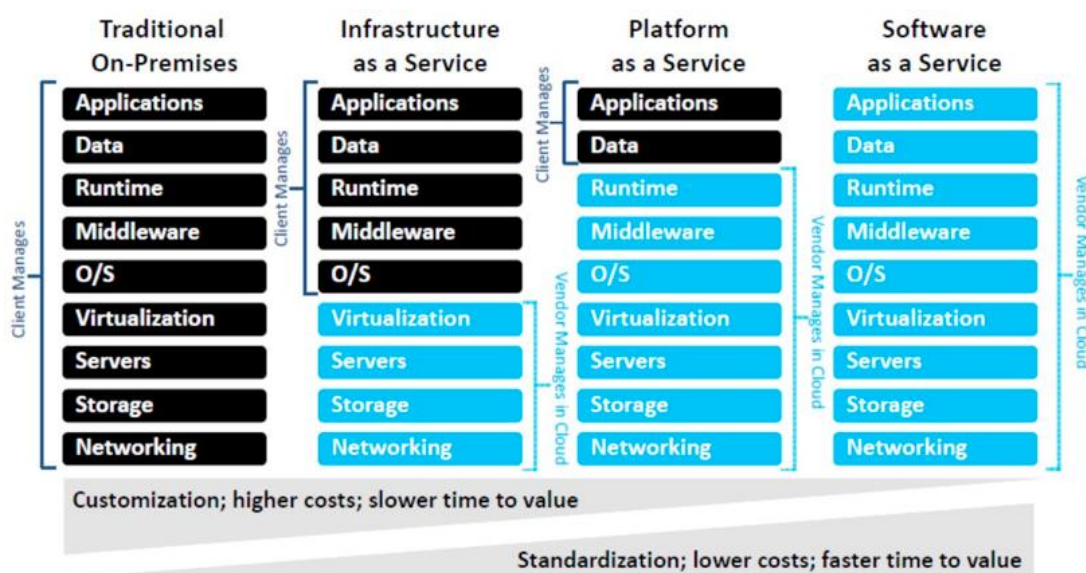 Traditional
On-Premises
Client Manages
Applications
Data
Runtime
Middleware
O/S
Virtualization
Servers
Storage
Networking
Infrastructure
as a Service
Client Manages
Applications
Data
Runtime
Middleware
O/S
Virtualization
Servers
Storage
Networking
Vendor Manages in Cloud
Platform
as a Service
Client Manages
Applications
Data
Runtime
Middleware
O/S
Virtualization
Servers
Storage
Networking
Vendor Manages in Cloud
Software
as a Service
Applications
Data
Runtime
Middleware
O/S
Virtualization
Servers
Storage
Networking
Vendor Manages in Cloud
Customization; higher costs; slower time to value
Standardization; lower costs; faster time to value